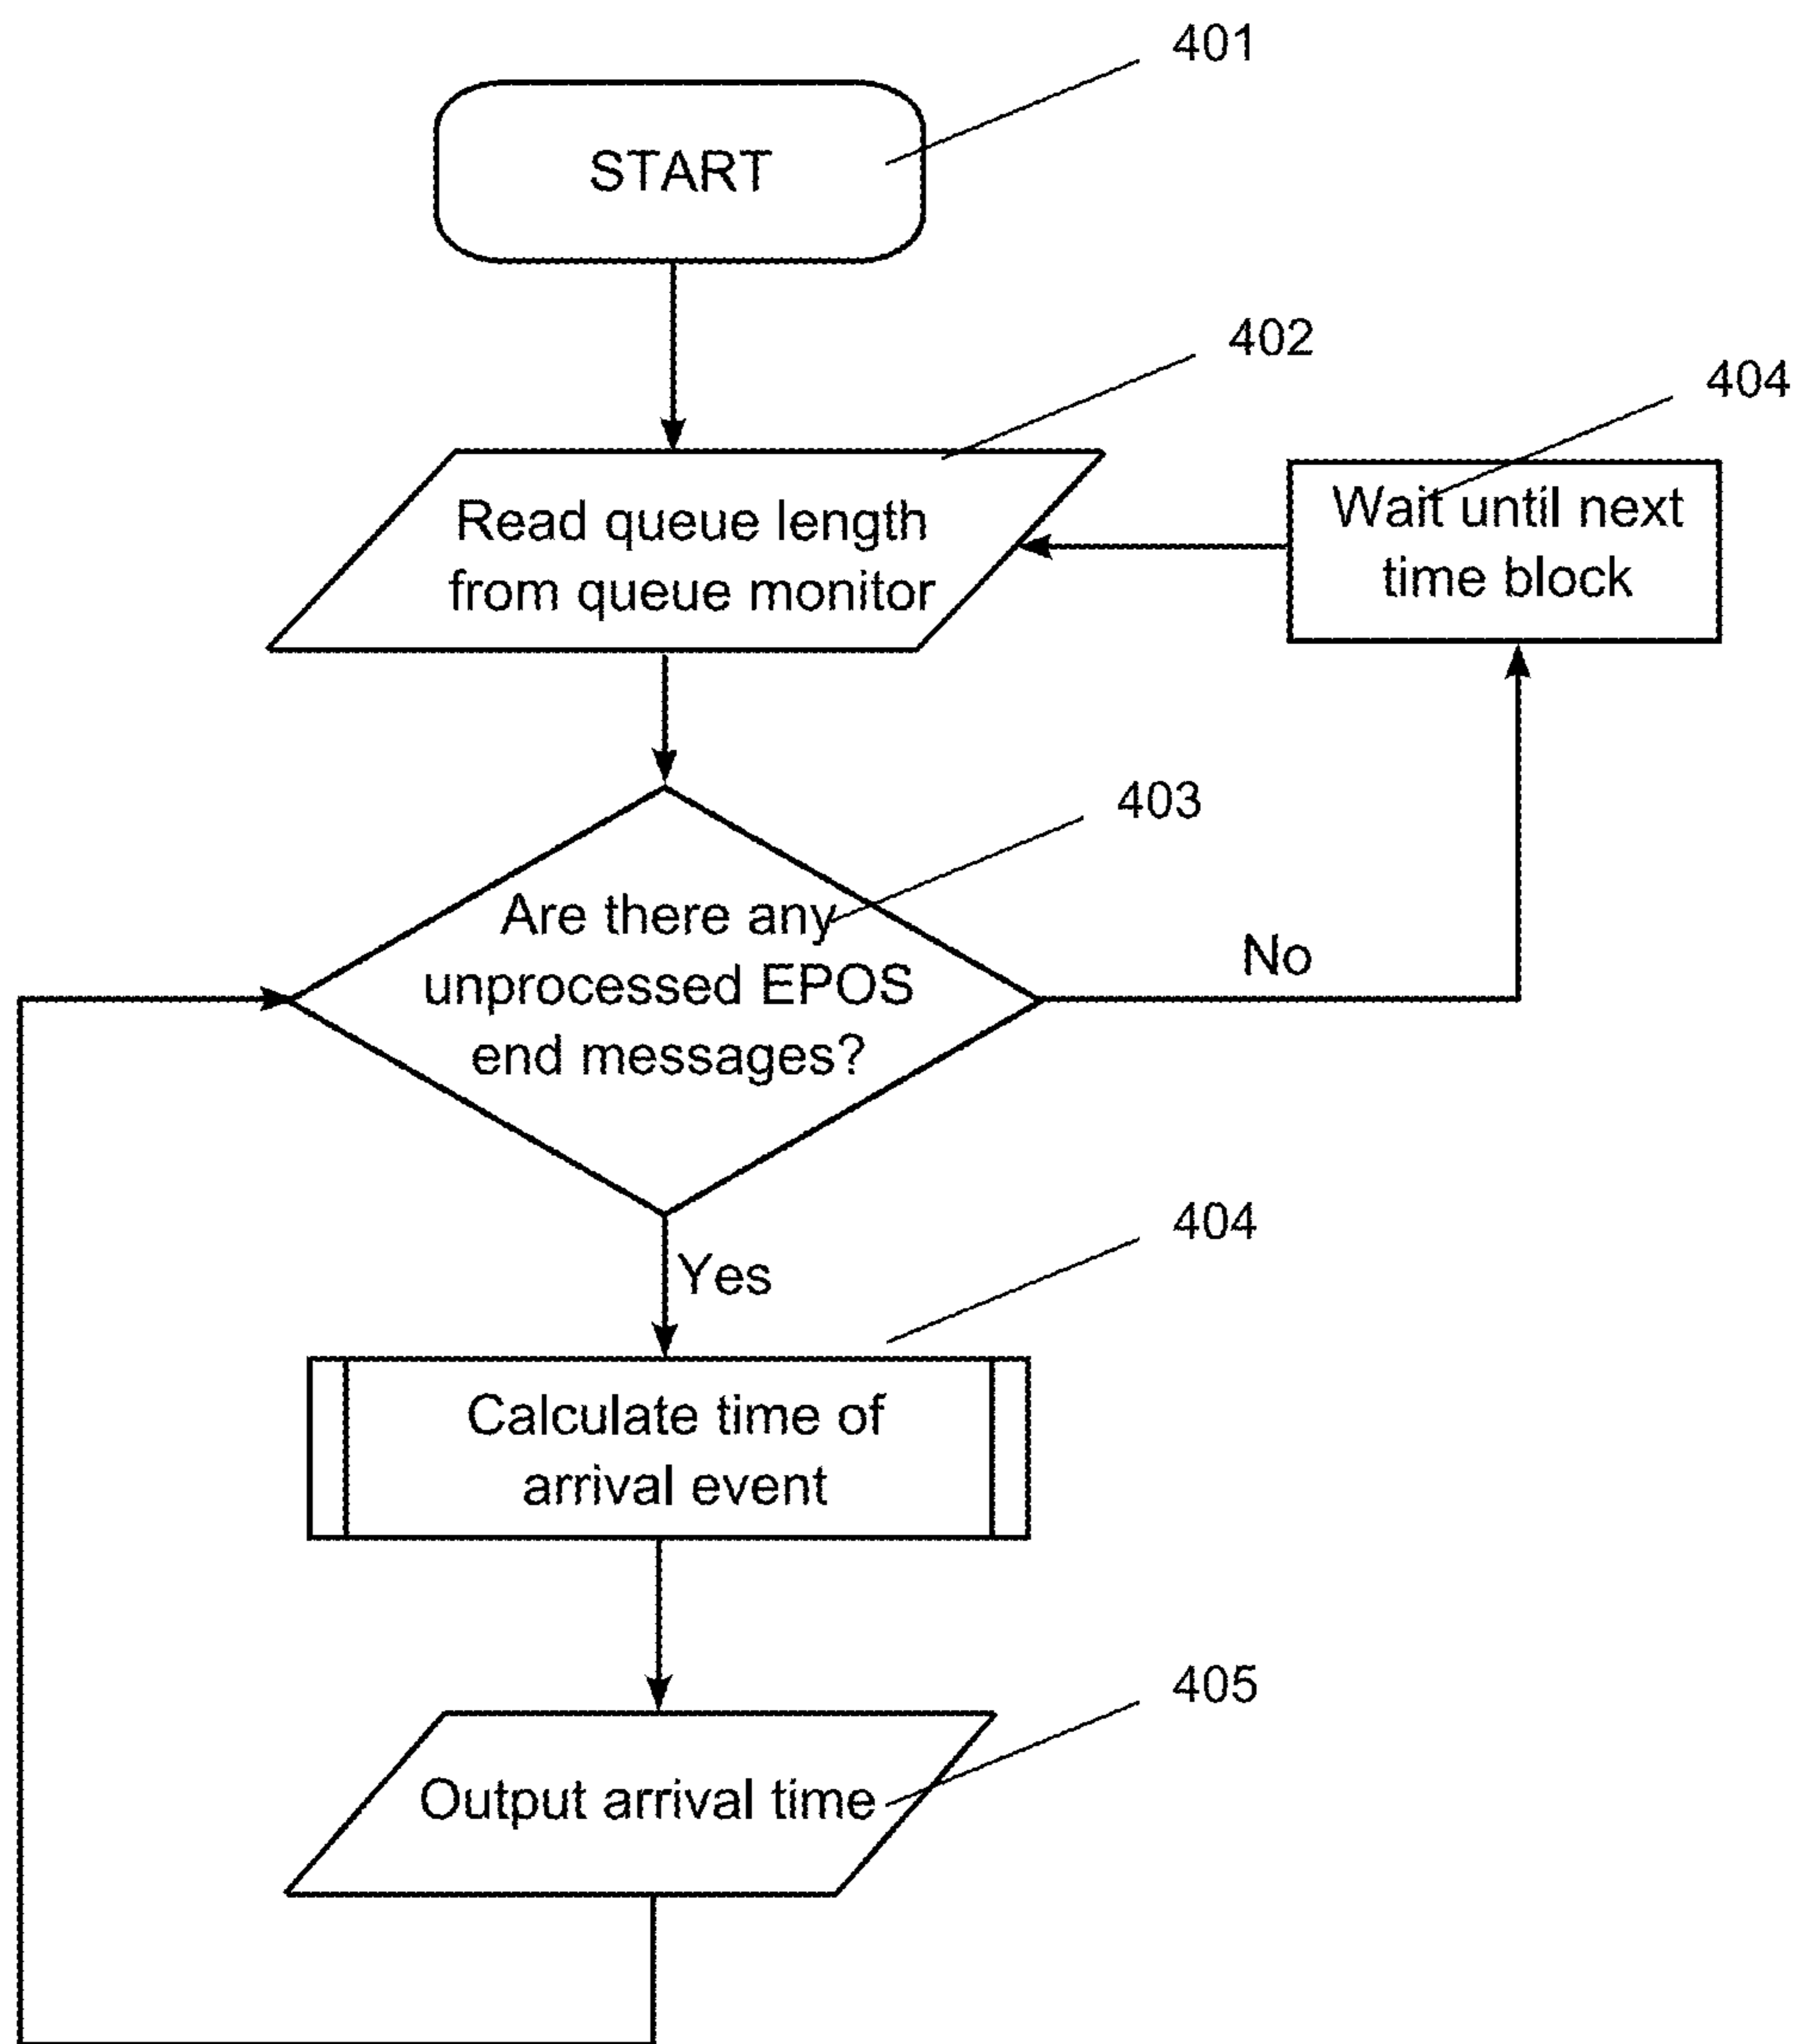 401
START
402
404
Read queue length
from queue monitor
Wait until next
time block
403
Are there any
unprocessed EPOS
end messages?
No
404
Yes
Calculate time of
arrival event
405
Output arrival time